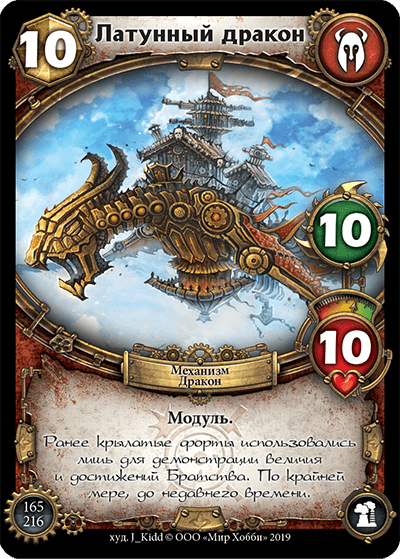 10
Латунный дракон
10
10
Механизм
Дракон
Модуль.
Ранее крылатые форты использовались
лишь для демонстрации величия
и достижений Братства. По крайней
мере, до недавнего времени.
165
216
худ. J_Kidd © ООО «Мир Хобби» 2019